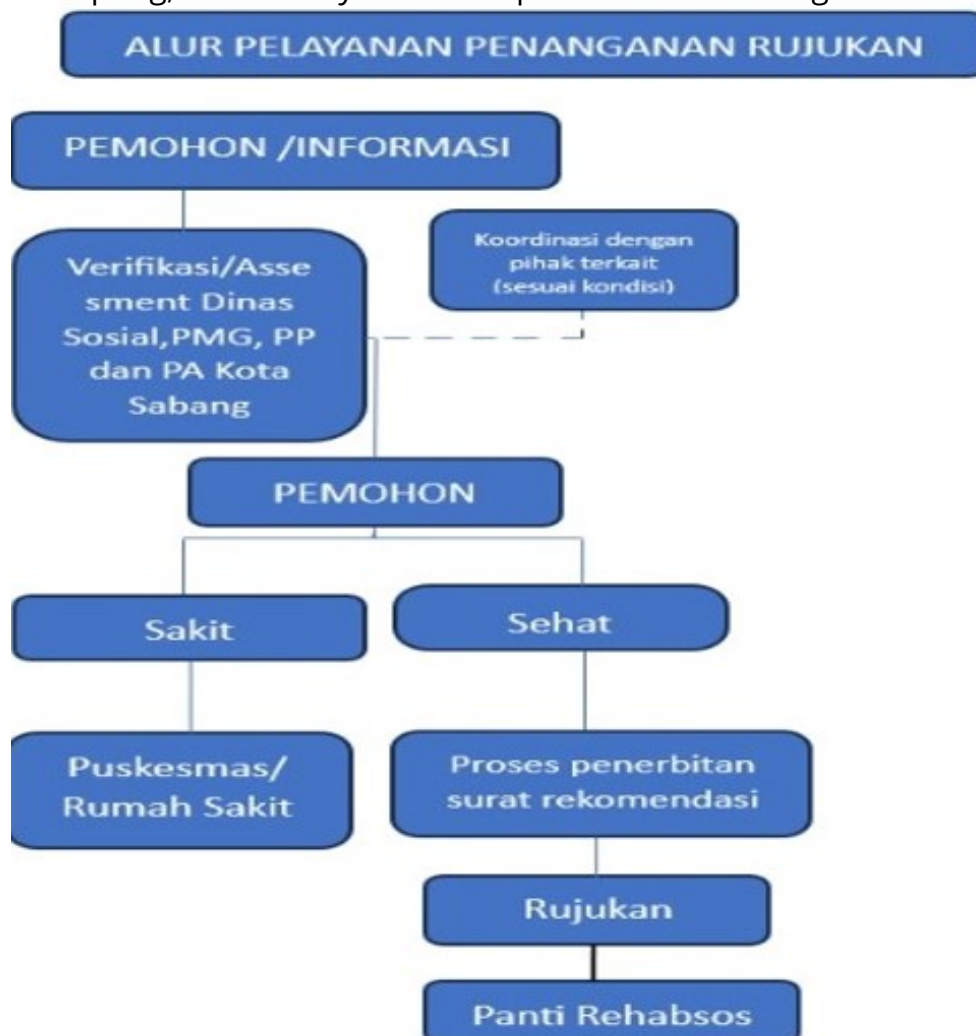 ALUR PELAYANAN PENANGANAN RUJUKAN
PEMOHON /INFORMASI
Verifikasi/Asse
sment Dinas
Sosial,PMG, PP
dan PA Kota
Sabang
Koordinasi dengan
pihak terkait
(sesuai kondisi)
PEMOHON
Sakit
Sehat
Puskesmas/
Rumah Sakit
Proses penerbitan
surat rekomendasi
Rujukan
Panti Rehabsos